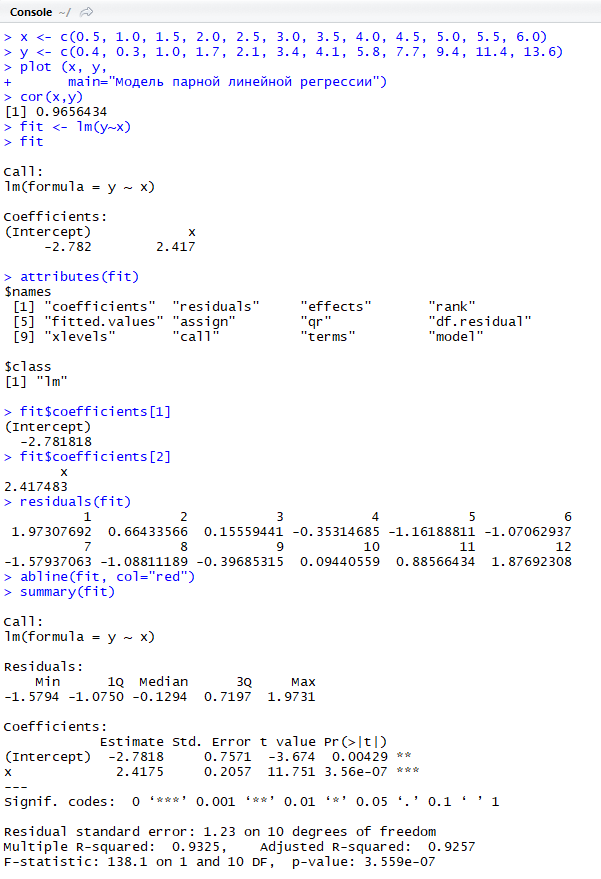 Console ~/
> x <- c(0.5, 1.0, 1.5, 2.0, 2.5, 3.0, 3.5, 4.0, 4.5, 5.0, 5.5, 6.0)
> y <- c(0.4, 0.3, 1.0, 1.7, 2.1, 3.4, 4.1, 5.8, 7.7, 9.4, 11.4, 13.6)
> plot (x, y,
+       main="Модель парной линейной регрессии")
> cor(x,y)
[1] 0.9656434
> fit <- lm(y~x)
> fit

Call:
lm(formula = y ~ x)

Coefficients:
(Intercept)            x
     -2.782        2.417

> attributes(fit)
$names
 [1] "coefficients"  "residuals"     "effects"       "rank"
 [5] "fitted.values" "assign"        "qr"            "df.residual"
 [9] "xlevels"       "call"          "terms"         "model"

$class
[1] "lm"

> fit$coefficients[1]
(Intercept)
  -2.781818
> fit$coefficients[2]
       x
2.417483
> residuals(fit)
          1           2           3           4           5           6
 1.97307692  0.66433566  0.15559441 -0.35314685 -1.16188811 -1.07062937
          7           8           9          10          11          12
-1.57937063 -1.08811189 -0.39685315  0.09440559  0.88566434  1.87692308
> abline(fit, col="red")
> summary(fit)

Call:
lm(formula = y ~ x)

Residuals:
    Min      1Q  Median      3Q     Max
-1.5794 -1.0750 -0.1294  0.7197  1.9731

Coefficients:
            Estimate Std. Error t value Pr(>|t|)
(Intercept)  -2.7818     0.7571  -3.674  0.00429 **
x             2.4175     0.2057  11.751 3.56e-07 ***
---
Signif. codes:  0 ‘***’ 0.001 ‘**’ 0.01 ‘*’ 0.05 ‘.’ 0.1 ‘ ’ 1

Residual standard error: 1.23 on 10 degrees of freedom
Multiple R-squared:  0.9325,    Adjusted R-squared:  0.9257
F-statistic: 138.1 on 1 and 10 DF,  p-value: 3.559e-07